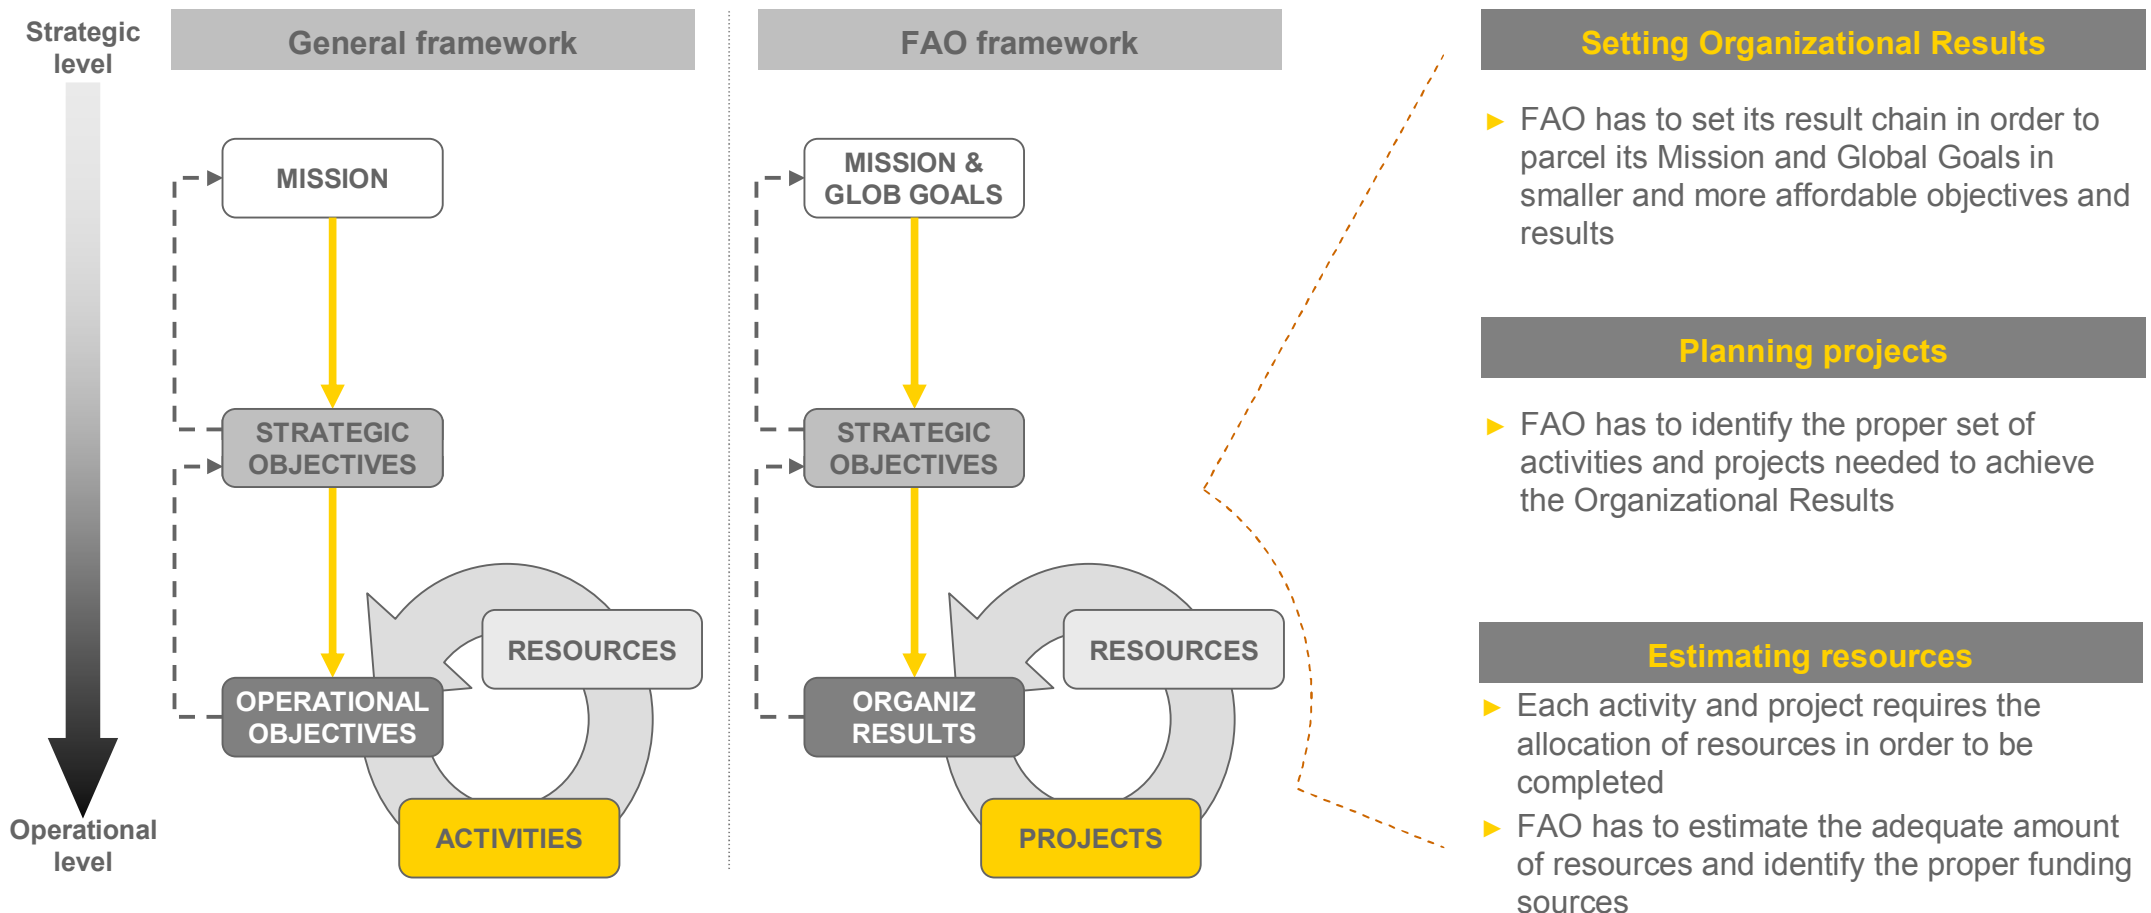 Strategic
level
General framework
MISSION
STRATEGIC
OBJECTIVES
RESOURCES
OPERATIONAL
OBJECTIVES
ACTIVITIES
Operational
level
FAO framework
MISSION &
GLOB GOALS
STRATEGIC
OBJECTIVES
RESOURCES
ORGANIZ
RESULTS
PROJECTS
Setting Organizational Results
► FAO has to set its result chain in order to
parcel its Mission and Global Goals in
smaller and more affordable objectives and
results
Planning projects
► FAO has to identify the proper set of
activities and projects needed to achieve
the Organizational Results
Estimating resources
► Each activity and project requires the
allocation of resources in order to be
completed
► FAO has to estimate the adequate amount
of resources and identify the proper funding
sources